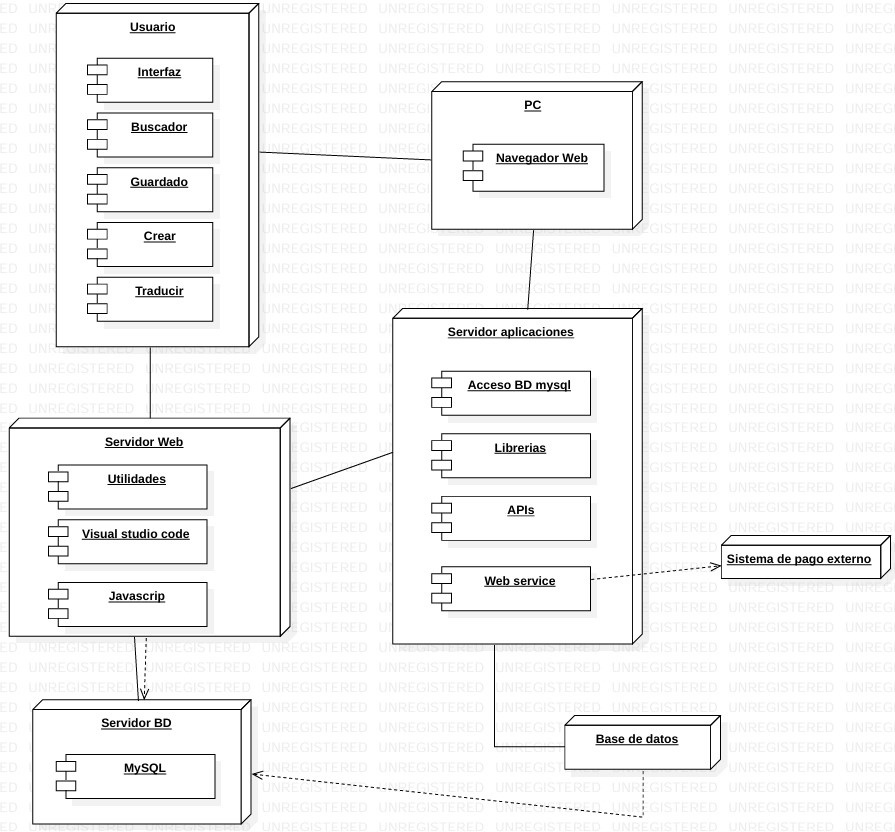 Usuario
Interfaz
Buscador
Guardado
Crear
Traducir
PC
Navegador Web
Servidor aplicaciones
Acceso BD mysql
Librerias
APIs
Web service
Servidor Web
Utilidades
Visual studio code
Javascrip
Sistema de pago externo
Servidor BD
MySQL
Base de datos
UNREGISTERED